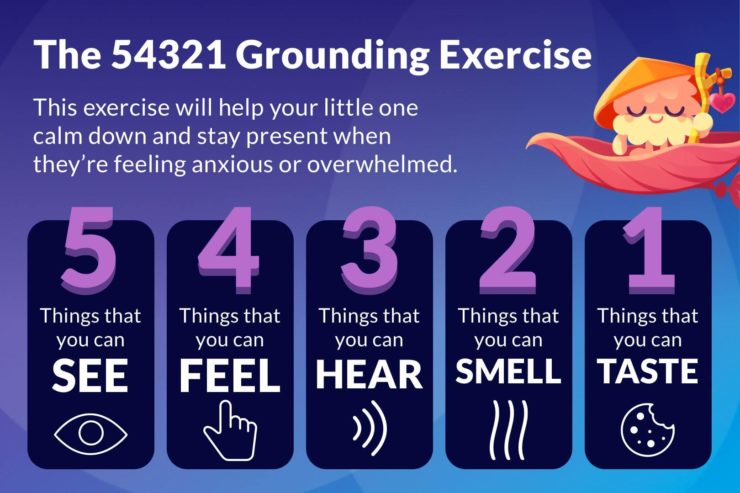 The 54321 Grounding Exercise
This exercise will help your little one
calm down and stay present when
they're feeling anxious or overwhelmed.
5
Things that
you can
SEE
4
Things that
you can
FEEL
3
Things that
you can
HEAR
2
Things that
you can
SMELL
1
Things that
you can
TASTE